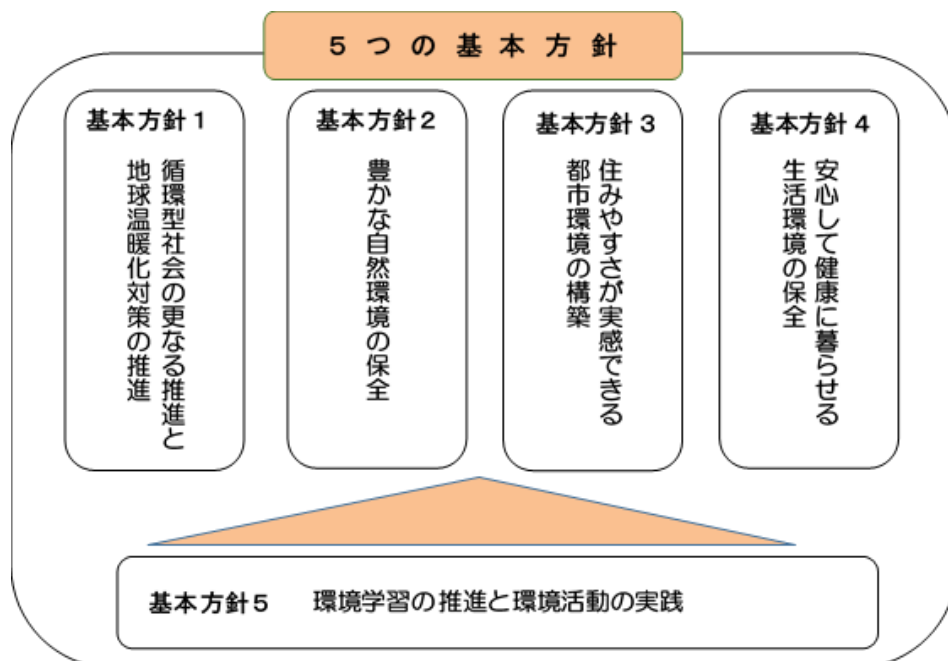 ５つの基本方針
基本方針１
循環型社会の更なる推進と
地球温暖化対策の推進
基本方針２
豊かな自然環境の保全
基本方針３
住みやすさが実感できる
都市環境の構築
基本方針４
安心して健康に暮らせる
生活環境の保全
基本方針５ 環境学習の推進と環境活動の実践